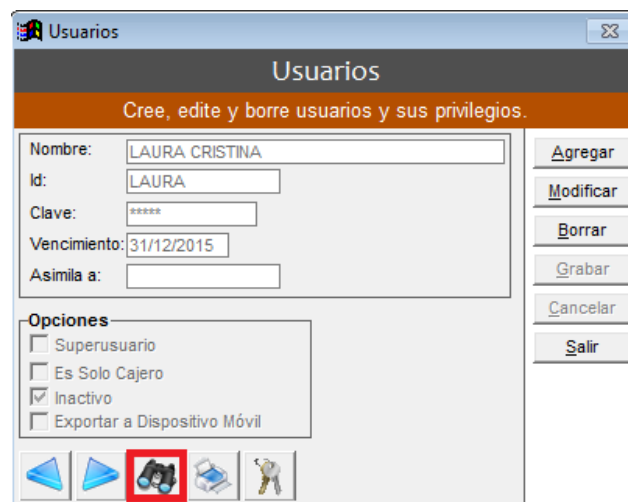 Usuarios
Usuarios
Cree, edite y borre usuarios y sus privilegios.
Nombre: LAURA CRISTINA
Id: LAURA
Clave: *****
Vencimiento: 31/12/2015
Asimila a:
Opciones
Superusuario
Es Solo Cajero
Inactivo
Exportar a Dispositivo Móvil
Agregar
Modificar
Borrar
Grabar
Cancelar
Salir